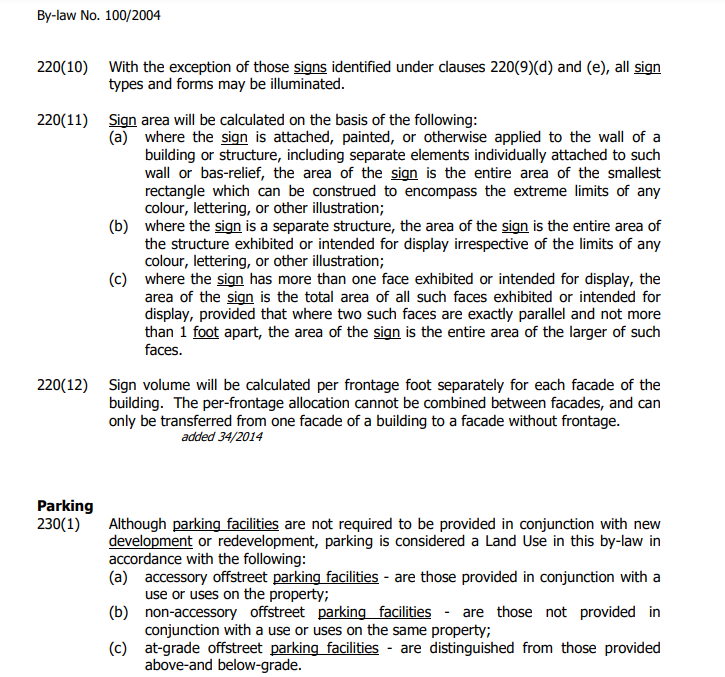 By-law No. 100/2004
220(10) With the exception of those signs identified under clauses 220(9)(d) and (e), all sign
types and forms may be illuminated.
220(11) Sign area will be calculated on the basis of the following:
(a) where the sign is attached, painted, or otherwise applied to the wall of a
building or structure, including separate elements individually attached to such
wall or bas-relief, the area of the sign is the entire area of the smallest
rectangle which can be construed to encompass the extreme limits of any
colour, lettering, or other illustration;
(b) where the sign is a separate structure, the area of the sign is the entire area of
the structure exhibited or intended for display irrespective of the limits of any
colour, lettering, or other illustration;
(c) where the sign has more than one face exhibited or intended for display, the
area of the sign is the total area of all such faces exhibited or intended for
display, provided that where two such faces are exactly parallel and not more
than 1 foot apart, the area of the sign is the entire area of the larger of such
faces.
220(12) Sign volume will be calculated per frontage foot separately for each facade of the
building. The per-frontage allocation cannot be combined between facades, and can
only be transferred from one facade of a building to a facade without frontage.
added 34/2014
Parking
230(1) Although parking facilities are not required to be provided in conjunction with new
development or redevelopment, parking is considered a Land Use in this by-law in
accordance with the following:
(a) accessory offstreet parking facilities - are those provided in conjunction with a
use or uses on the property;
(b) non-accessory offstreet parking facilities - are those not provided in
conjunction with a use or uses on the same property;
(c) at-grade offstreet parking facilities - are distinguished from those provided
above-and below-grade.